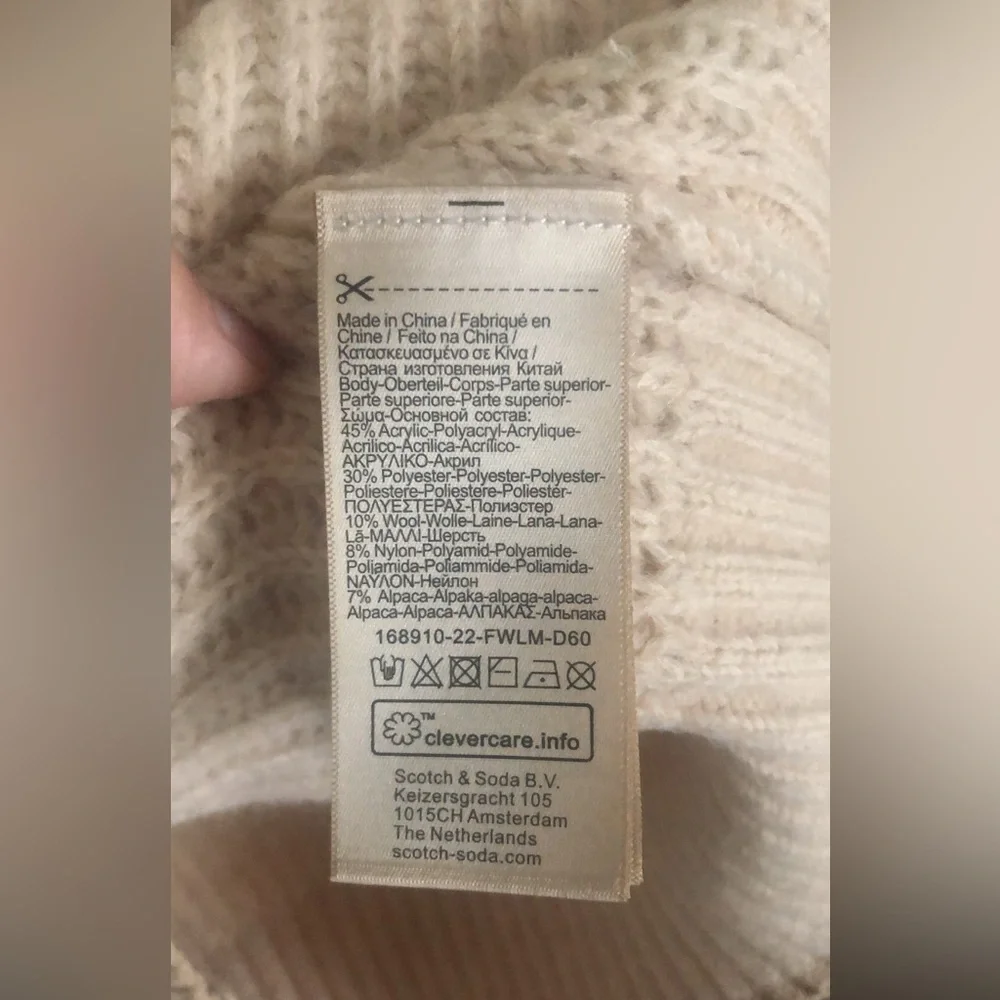 Made in China / Fabriqué en
Chine / Feito na China /
Κατασκευασμένο σε Κίνα /
Страна изготовления Китай
Body-Oberteil-Corps-Parte superior-
Parte superiore-Parte superior-
Σώμα-Основной состав:
45% Acrylic-Polyacryl-Acrylique-
Acrilico-Acrilica-Acrílico-
ΑΚΡΥΛΙΚΟ-Акрил
30% Polyester-Polyester-Polyester-
Poliestere-Poliestere-Poliestér-
ΠΟΛΥΕΣΤΕΡΑΣ-Полиэстер
10% Wool-Wolle-Laine-Lana-Lana-
Lã-ΜΑΛΛΙ-Шерсть
8% Nylon-Polyamid-Polyamide-
Poliamida-Poliammide-Poliamida-
ΝΑΥΛΟΝ-Нейлон
7% Alpaca-Alpaka-alpaga-alpaca-
Alpaca-Alpaca-ΑΛΠΑΚΑΣ-Альпака
168910-22-FWLM-D60
™ clevercare.info
Scotch & Soda B.V.
Keizersgracht 105
1015CH Amsterdam
The Netherlands
scotch-soda.com